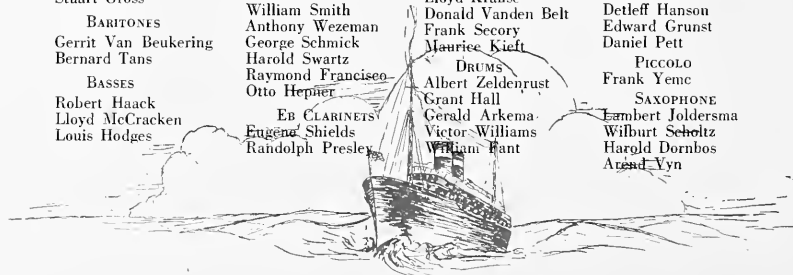 Stuart Gross
BARITONES
Gerrit Van Beukering
Bernard Tans
BASSES
Robert Haack
Lloyd McCracken
Louis Hodges
William Smith
Anthony Wezeman
George Schmick
Harold Swartz
Raymond Francisco
Otto Hepner
Eb CLARINETS
Eugene Shields
Randolph Presley
Lloyd Krause
Donald Vanden Belt
Frank Secory
Maurice Kieft
DRUMS
Albert Zeldenrust
Grant Hall
Gerald Arkema
Victor Williams
William Fant
Detleff Hanson
Edward Grunst
Daniel Pett
PICCOLO
Frank Yemc
SAXOPHONE
Lambert Joldersma
Wilburt Scholtz
Harold Dornbos
Arend Vyn